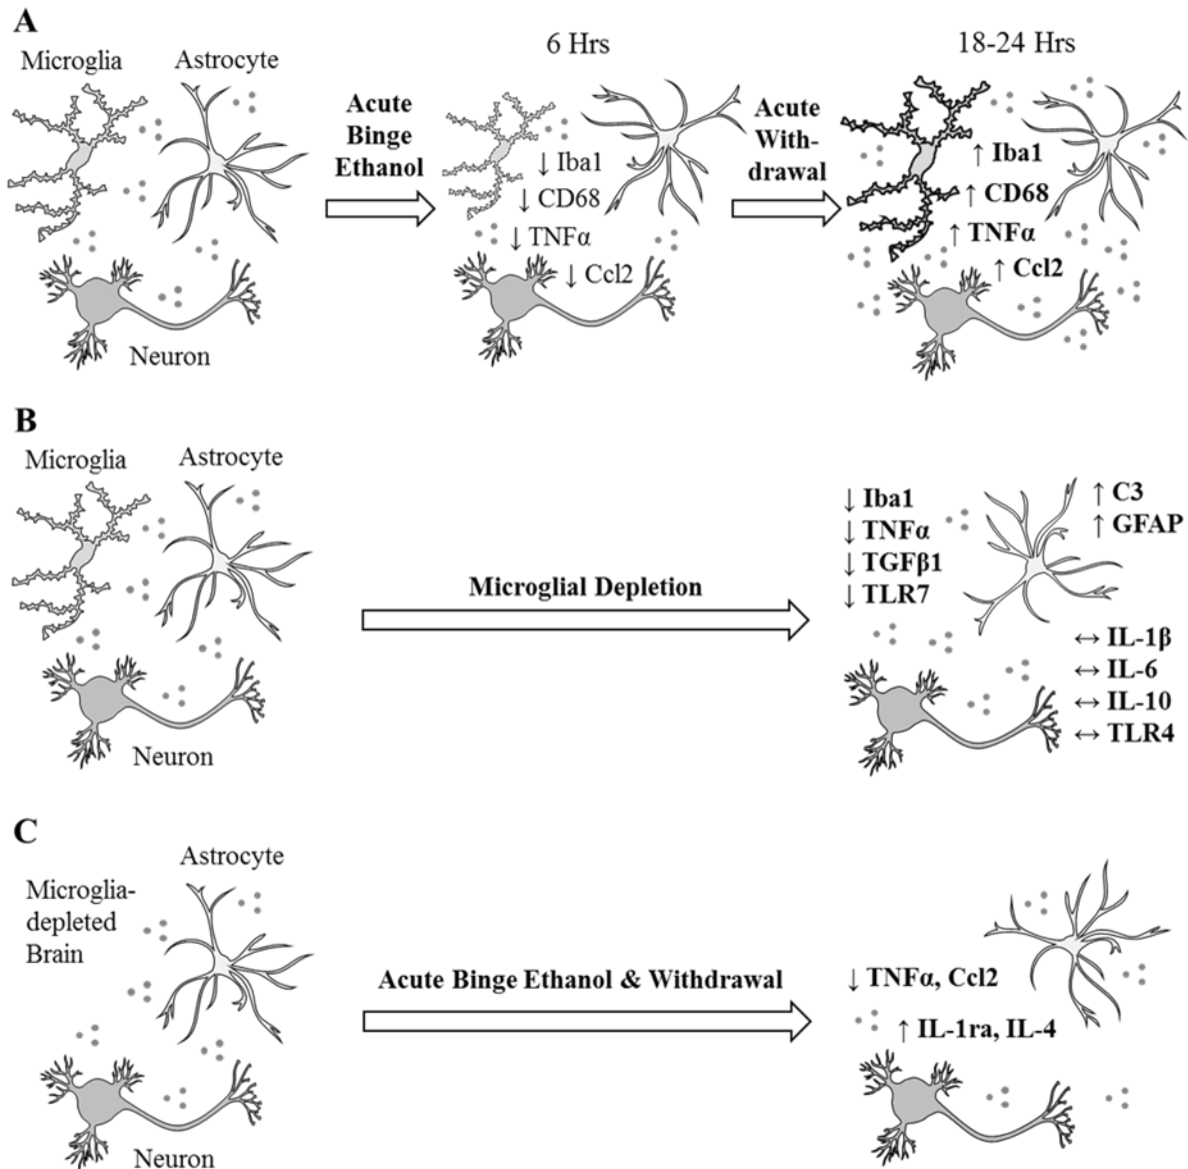 A
Microglia
Astrocyte
Acute
Binge
Ethanol
6 Hrs
↓ Iba1
↓ CD68
↓ TNFα
↓ Ccl2
Acute
With-
drawal
18-24 Hrs
↑ Iba1
↑ CD68
↑ TNFα
↑ Ccl2
Neuron
B
Microglia
Astrocyte
Microglial Depletion
↓ Iba1
↓ TNFα
↓ TGFβ1
↓ TLR7
↑ C3
↑ GFAP
↔ IL-1β
↔ IL-6
↔ IL-10
↔ TLR4
Neuron
C
Astrocyte
Microglia-
depleted
Brain
Acute Binge Ethanol & Withdrawal
↓ TNFα, Ccl2
↑ IL-1ra, IL-4
Neuron